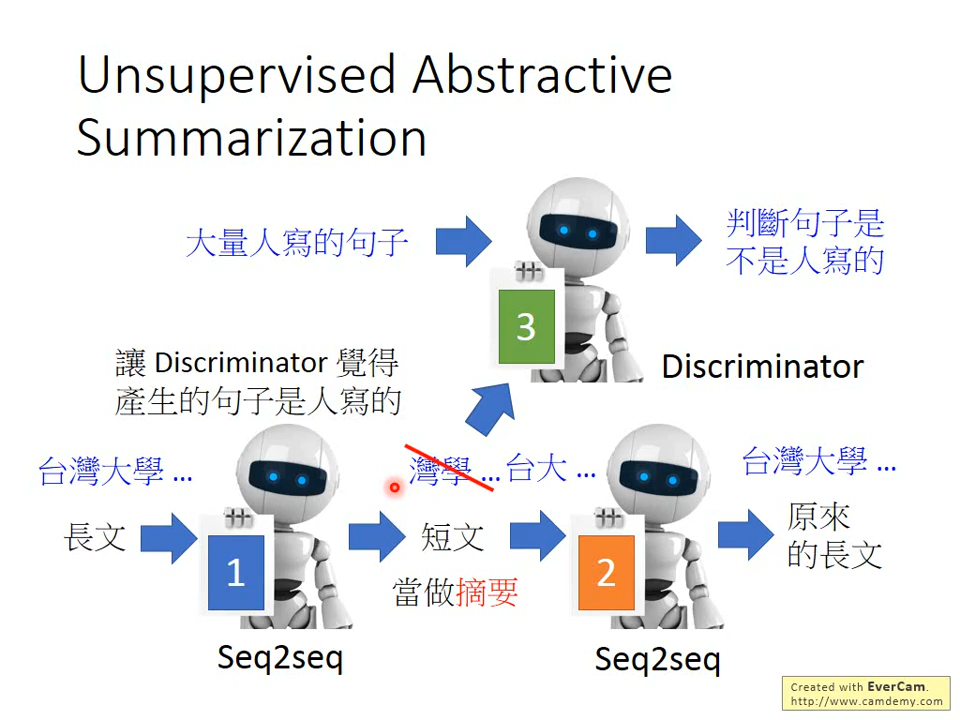 Unsupervised Abstractive
Summarization
大量人寫的句子
判斷句子是
不是人寫的
3
讓 Discriminator 覺得
產生的句子是人寫的
Discriminator
台灣大學 ...
灣學 ...
台大 ...
台灣大學 ...
長文
1
短文
當做摘要
2
原來
的長文
Seq2seq
Seq2seq
Created with EverCam.
http://www.camdemy.com